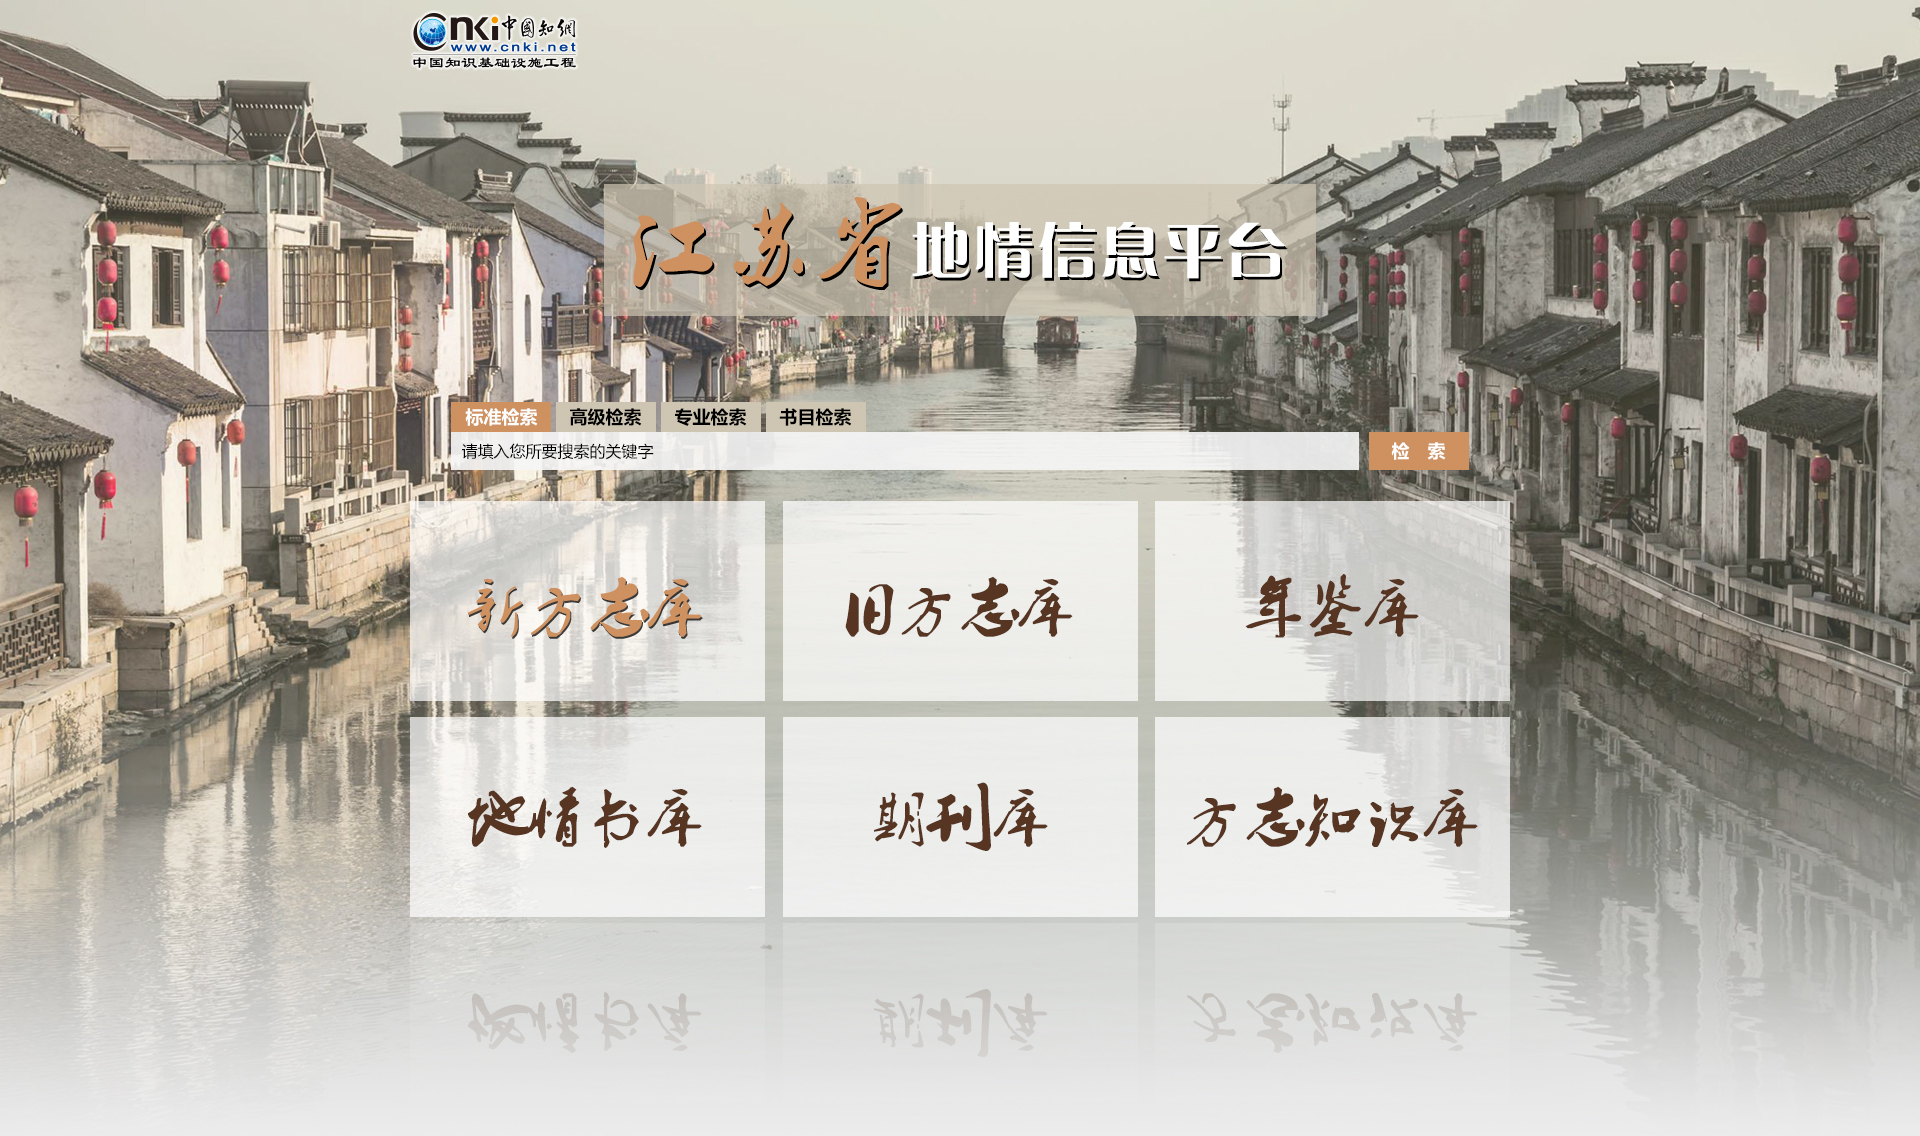 Cnki中国知網
www.cnki.net
中国知识基础设施工程
江苏省地情信息平台
标准检索 高级检索 专业检索 书目检索
请填入您所要搜索的关键字 检 索
新方志库 旧方志库 年鉴库
地情书库 期刊库 方志知识库